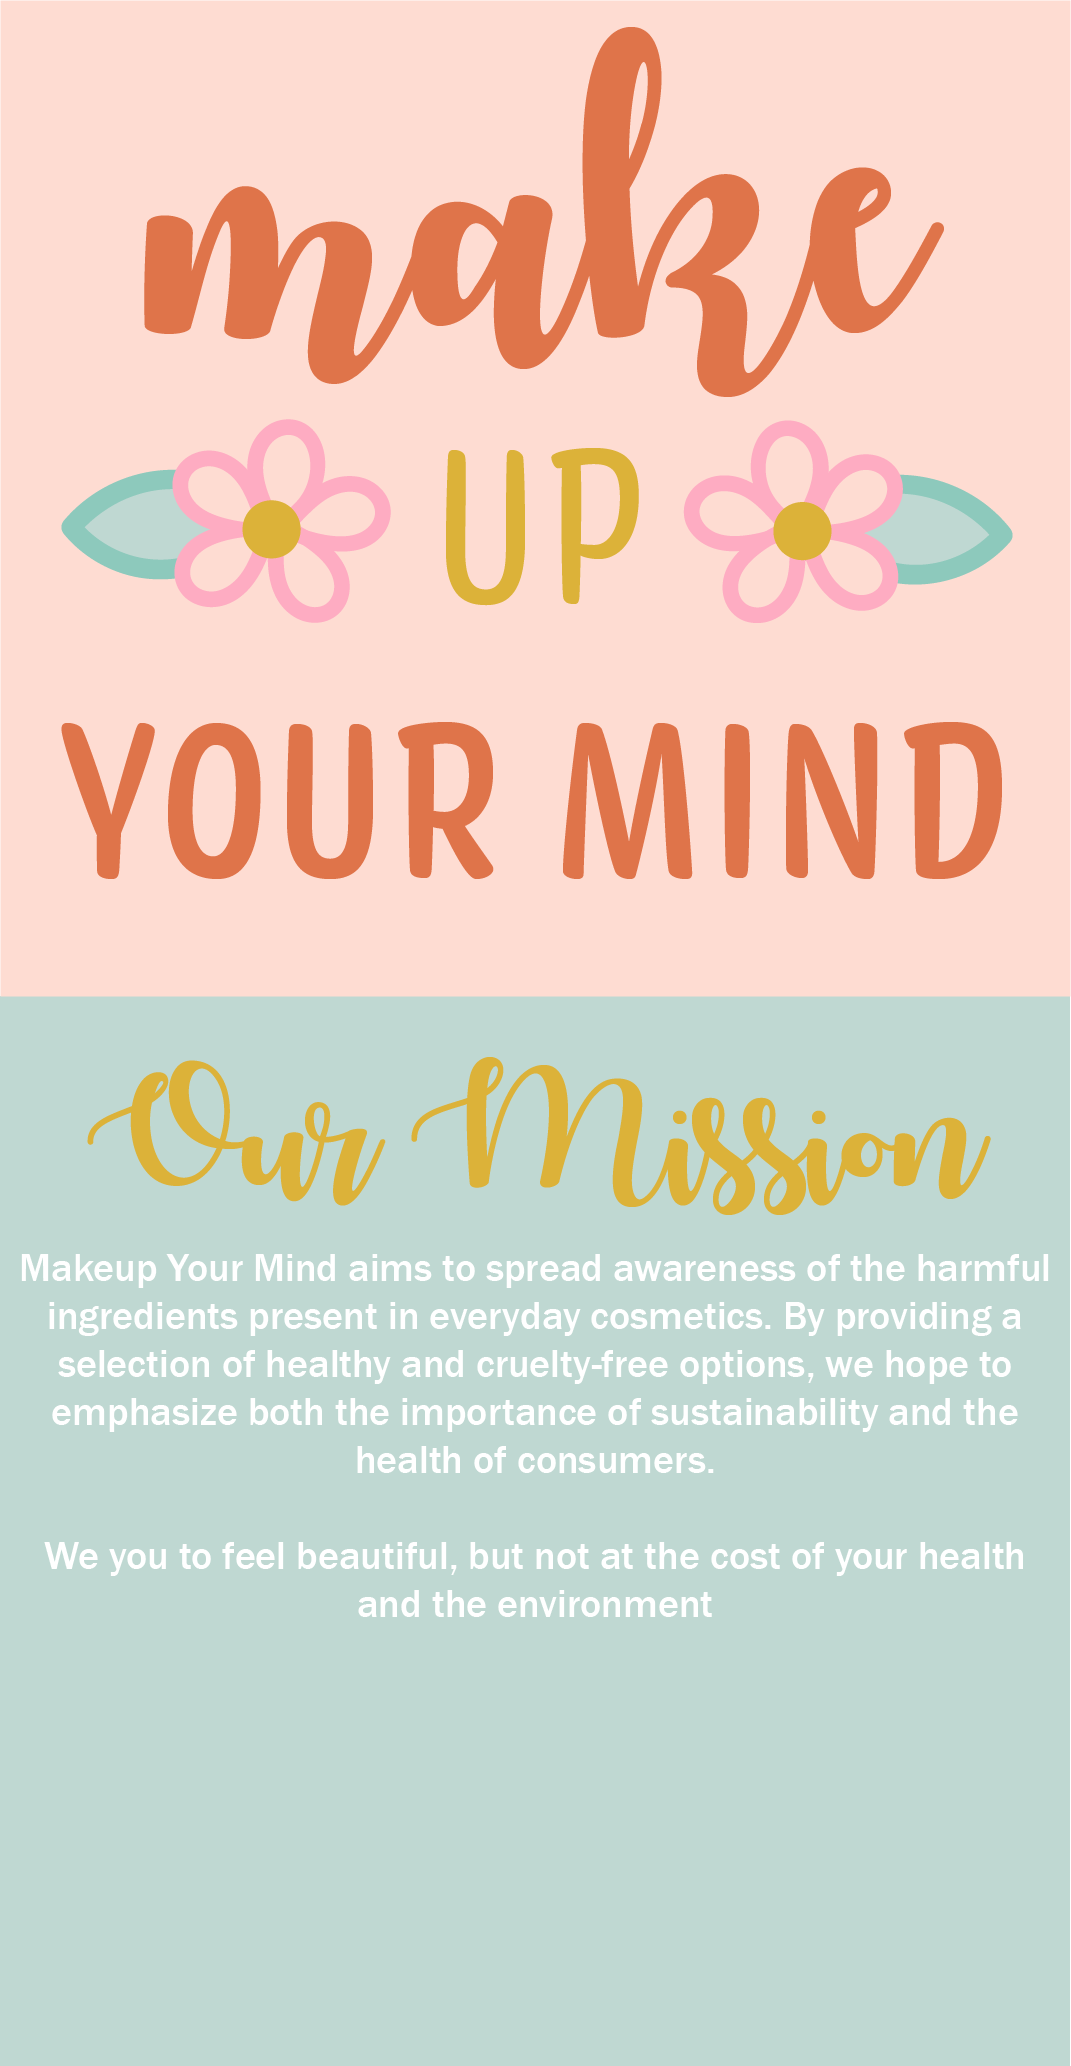 make
UP
YOUR MIND
Our Mission
Makeup Your Mind aims to spread awareness of the harmful
ingredients present in everyday cosmetics. By providing a
selection of healthy and cruelty-free options, we hope to
emphasize both the importance of sustainability and the
health of consumers.
We you to feel beautiful, but not at the cost of your health
and the environment